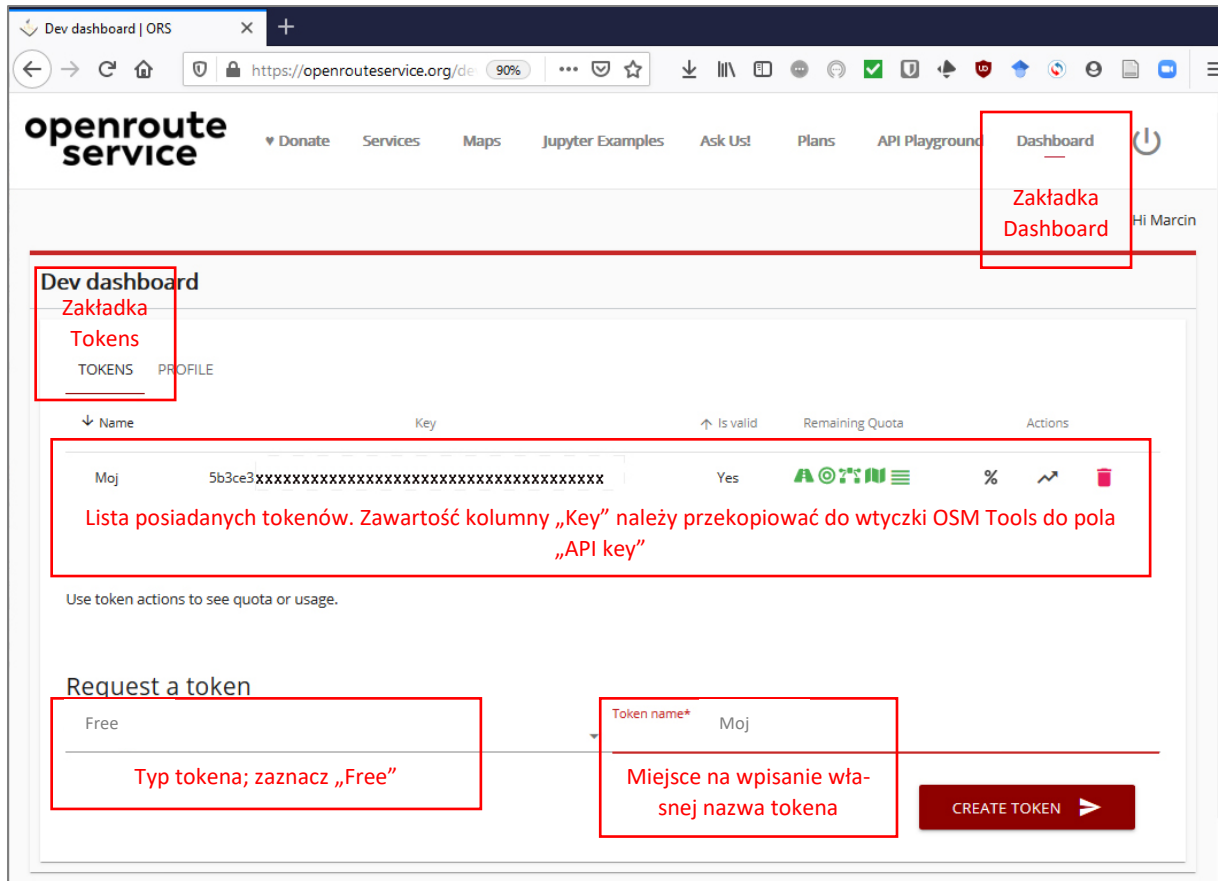 Dev dashboard | ORS
https://openrouteservice.org/de 90%
openroute
service
♥ Donate Services Maps Jupyter Examples Ask Us! Plans API Playground Dashboard
Zakładka
Dashboard
Hi Marcin
Dev dashboard
Zakładka
Tokens
TOKENS PROFILE
Name Key Is valid Remaining Quota Actions
Moj 5b3ce3xxxxxxxxxxxxxxxxxxxxxxxxxxxxxxxxxxxxxx Yes %
Lista posiadanych tokenów. Zawartość kolumny „Key” należy przekopiować do wtyczki OSM Tools do pola
„API key”
Use token actions to see quota or usage.
Request a token
Free
Token name*
Moj
Typ tokena; zaznacz „Free”
Miejsce na wpisanie wła-
snej nazwa tokena
CREATE TOKEN